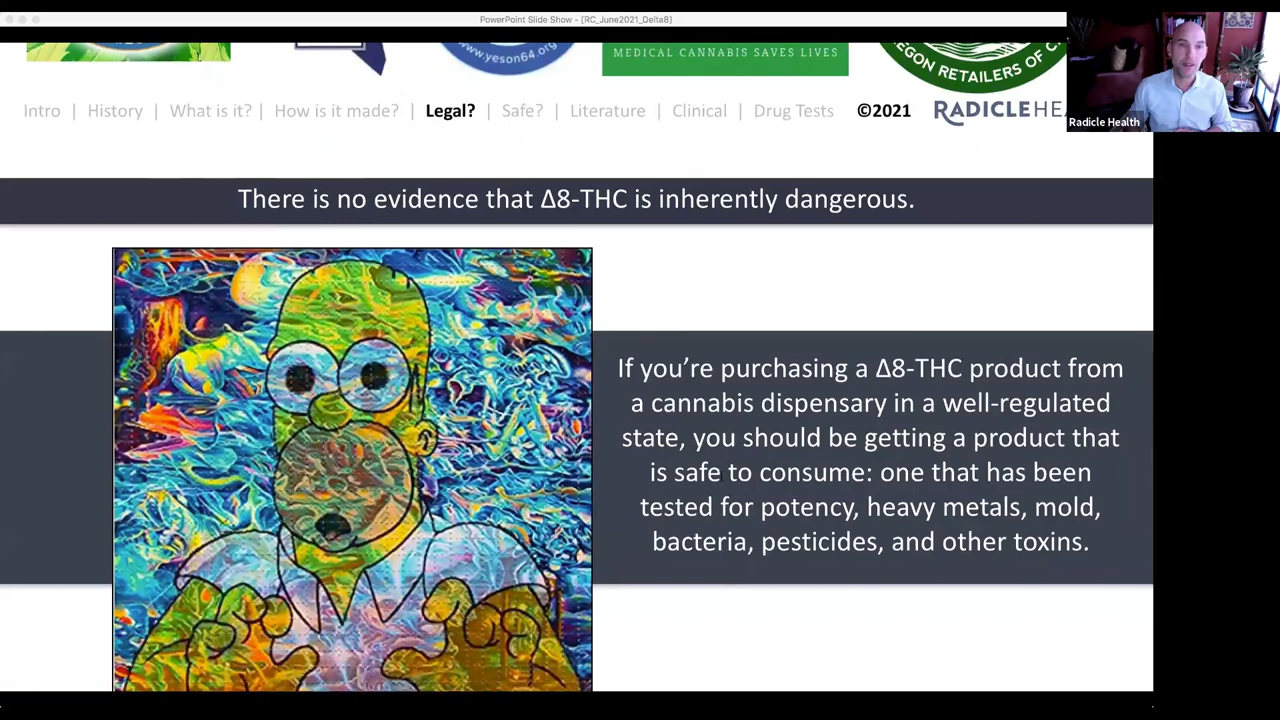 PowerPoint Slide Show - [RC_June2021_Delta8]
www.yeson64.org
MEDICAL CANNABIS SAVES LIVES
RETAILERS OF
Intro | History | What is it? | How is it made? | Legal? | Safe? | Literature | Clinical | Drug Tests ©2021 RADICLE
Radicle Health
There is no evidence that Δ8-THC is inherently dangerous.
If you’re purchasing a Δ8-THC product from
a cannabis dispensary in a well-regulated
state, you should be getting a product that
is safe to consume: one that has been
tested for potency, heavy metals, mold,
bacteria, pesticides, and other toxins.